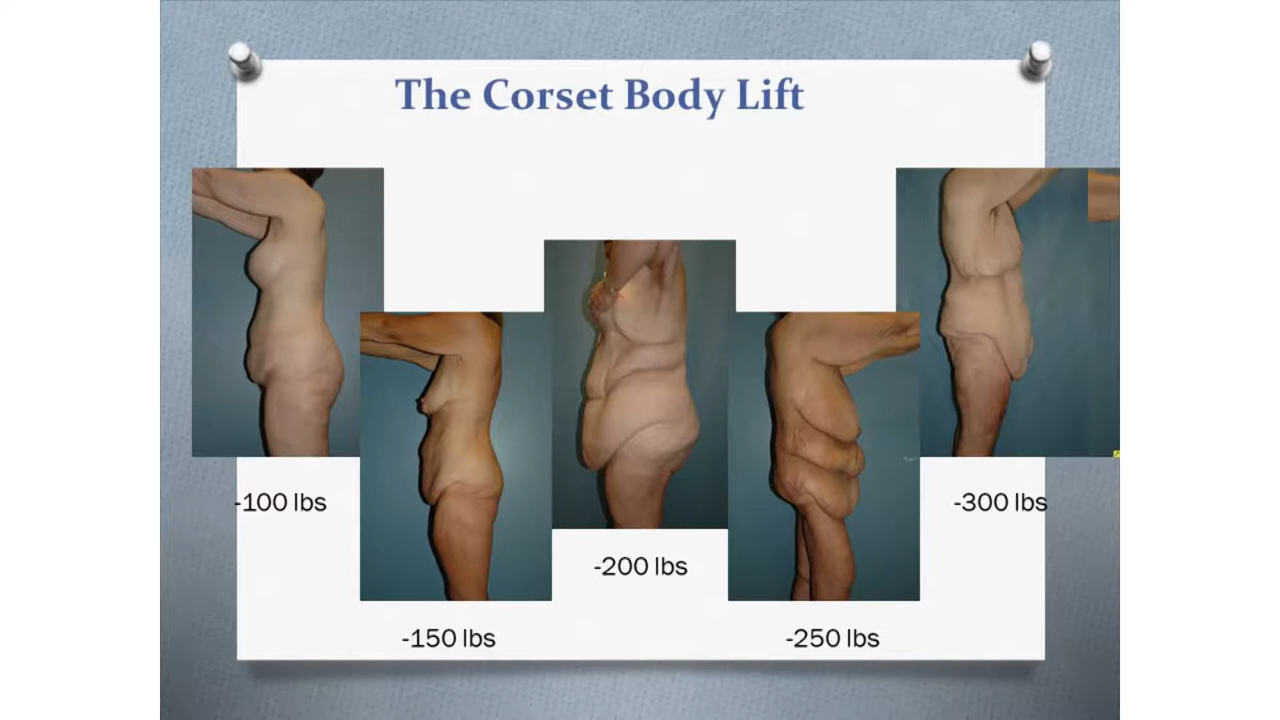 The Corset Body Lift
-100 lbs
-300 lbs
-200 lbs
-150 lbs
-250 lbs